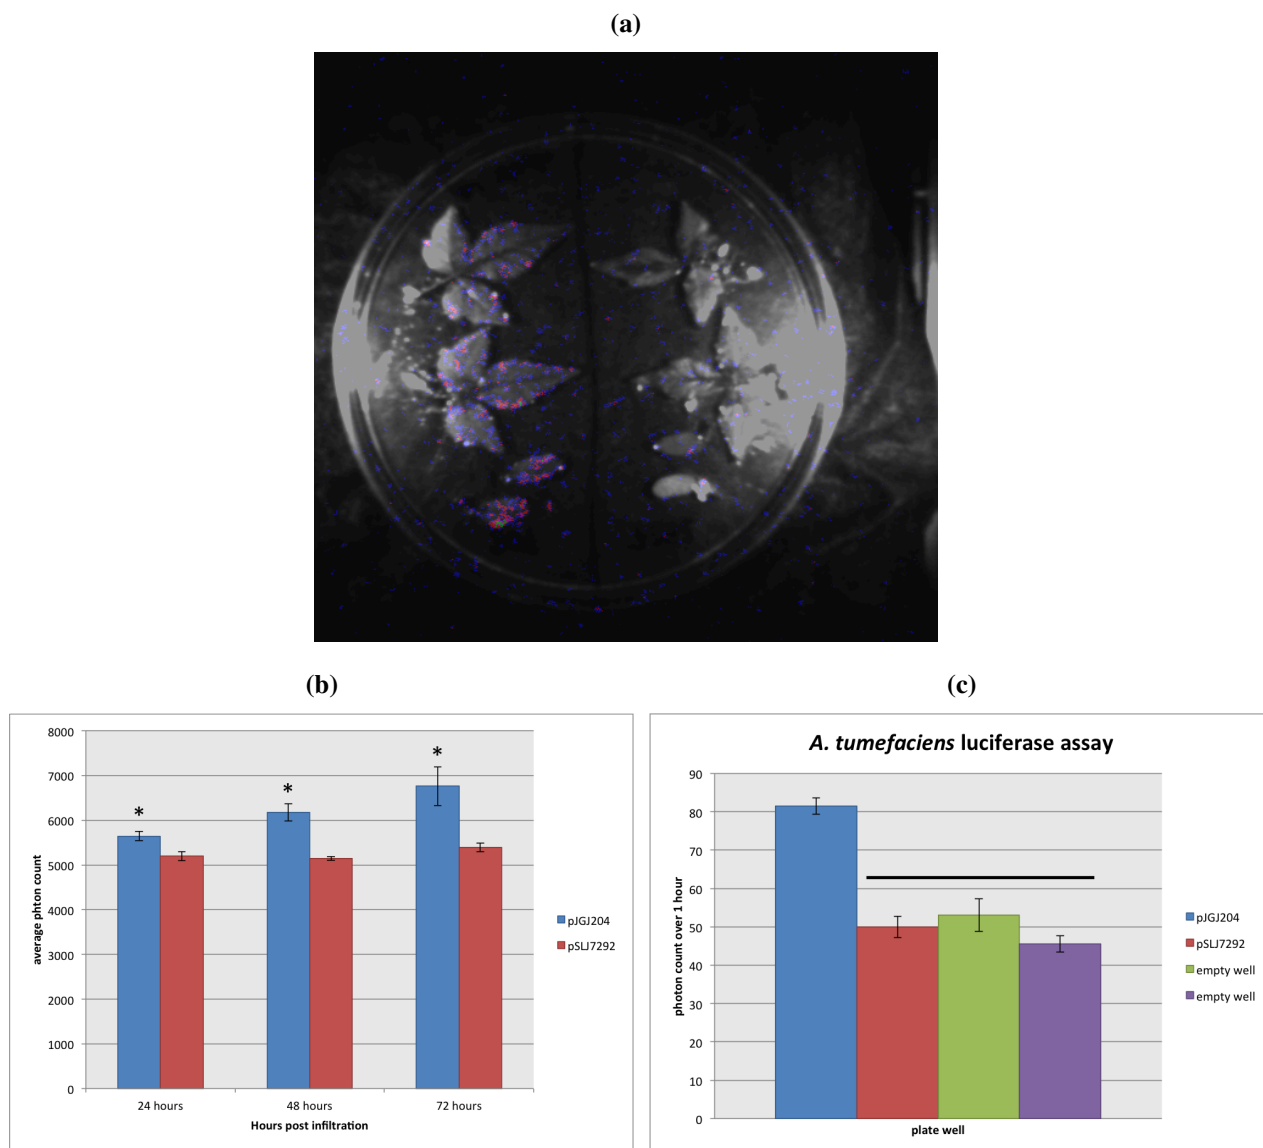 (a)
(b)
(c)
8000
7000
6000
5000
4000
3000
2000
1000
0
average phton count
*
*
*
24 hours
48 hours
72 hours
Hours post infiltration
pJGJ204
pSLJ7292
A. tumefaciens luciferase assay
90
80
70
60
50
40
30
20
10
0
photon count over 1 hour
plate well
pJGJ204
pSLJ7292
empty well
empty well